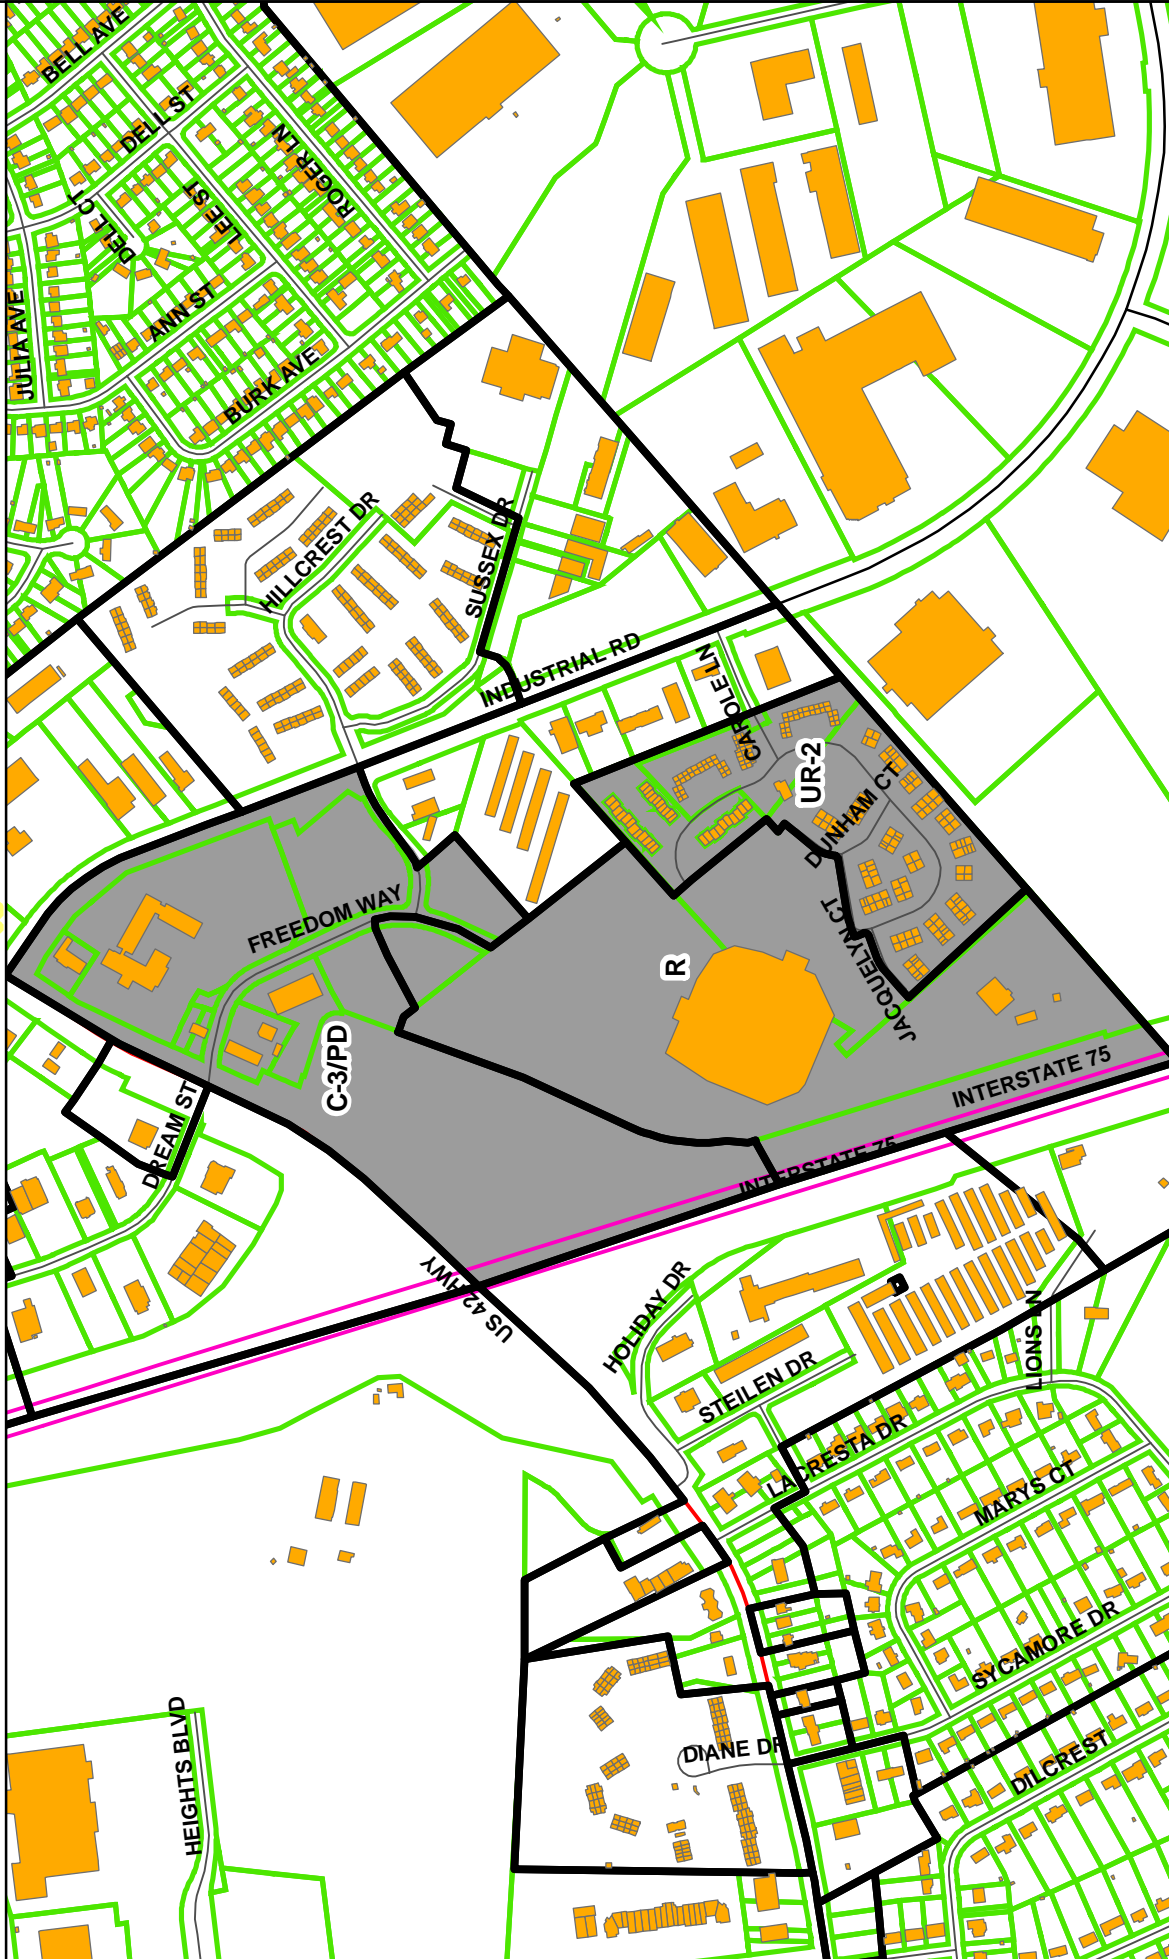 BELL AVE
DELL ST
ROGER LN
DELL CT
LEE ST
ANN ST
JULIA AVE
BURK AVE
HILLCREST DR
SUSSEX DR
INDUSTRIAL RD
CAROLE LN
UR-2
DUNHAM CT
FREEDOM WAY
JACQUELYN CT
R
C-3/PD
INTERSTATE 75
DREAM ST
INTERSTATE 75
US 42 HWY
HOLIDAY DR
STEILEN DR
LIONS LN
LACRESTA DR
MARYS CT
SYCAMORE DR
HEIGHTS BLVD
DIANE DR
DILCREST